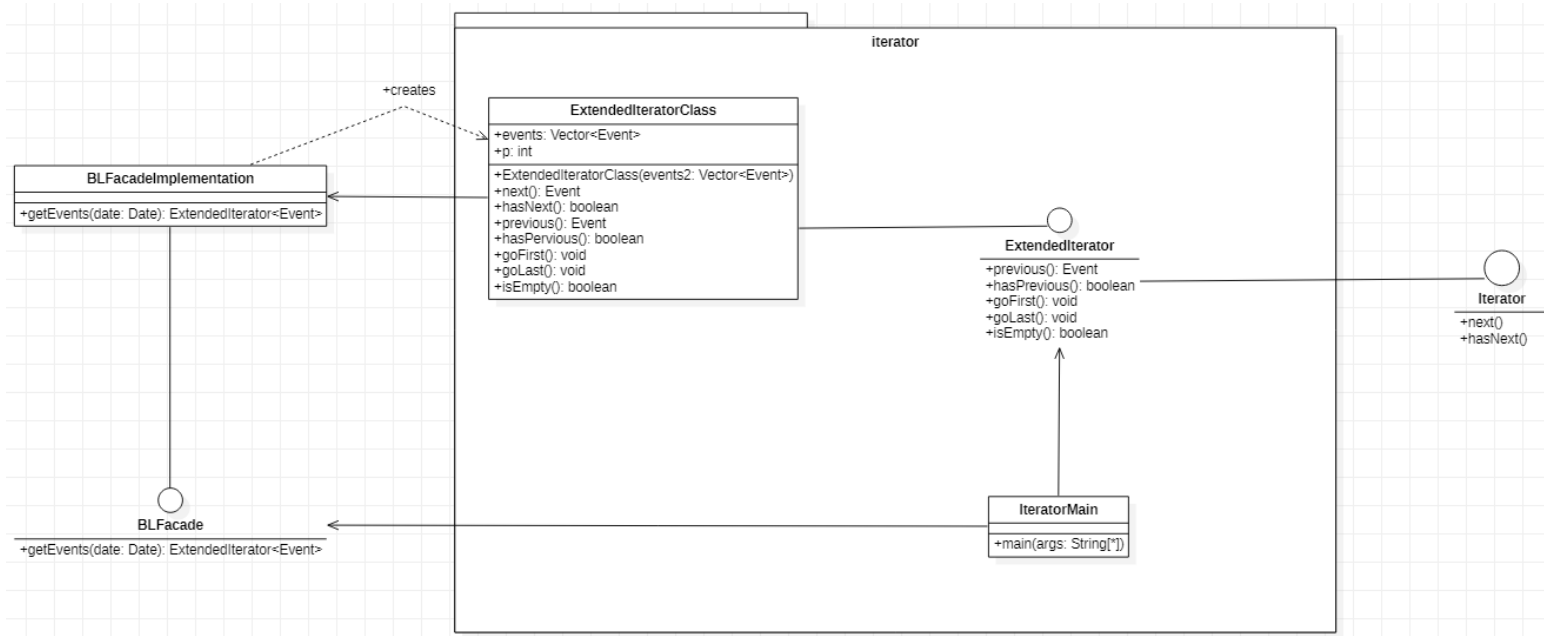 iterator
+creates
ExtendedIteratorClass
+events: Vector<Event>
+p: int
+ExtendedIteratorClass(events2: Vector<Event>)
+next(): Event
+hasNext(): boolean
+previous(): Event
+hasPervious(): boolean
+goFirst(): void
+goLast(): void
+isEmpty(): boolean
BLFacadeImplementation
+getEvents(date: Date): ExtendedIterator<Event>
ExtendedIterator
+previous(): Event
+hasPrevious(): boolean
+goFirst(): void
+goLast(): void
+isEmpty(): boolean
Iterator
+next()
+hasNext()
BLFacade
+getEvents(date: Date): ExtendedIterator<Event>
IteratorMain
+main(args: String[*])